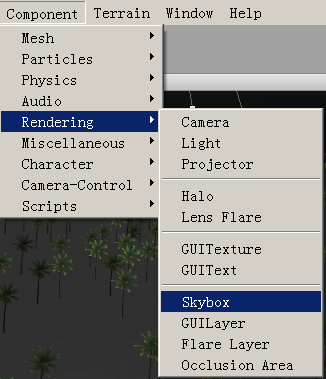 Component Terrain Window Help
Mesh
Particles
Physics
Audio
Rendering
Miscellaneous
Character
Camera-Control
Scripts
Camera
Light
Projector
Halo
Lens Flare
GUITexture
GUIText
Skybox
GUILayer
Flare Layer
Occlusion Area